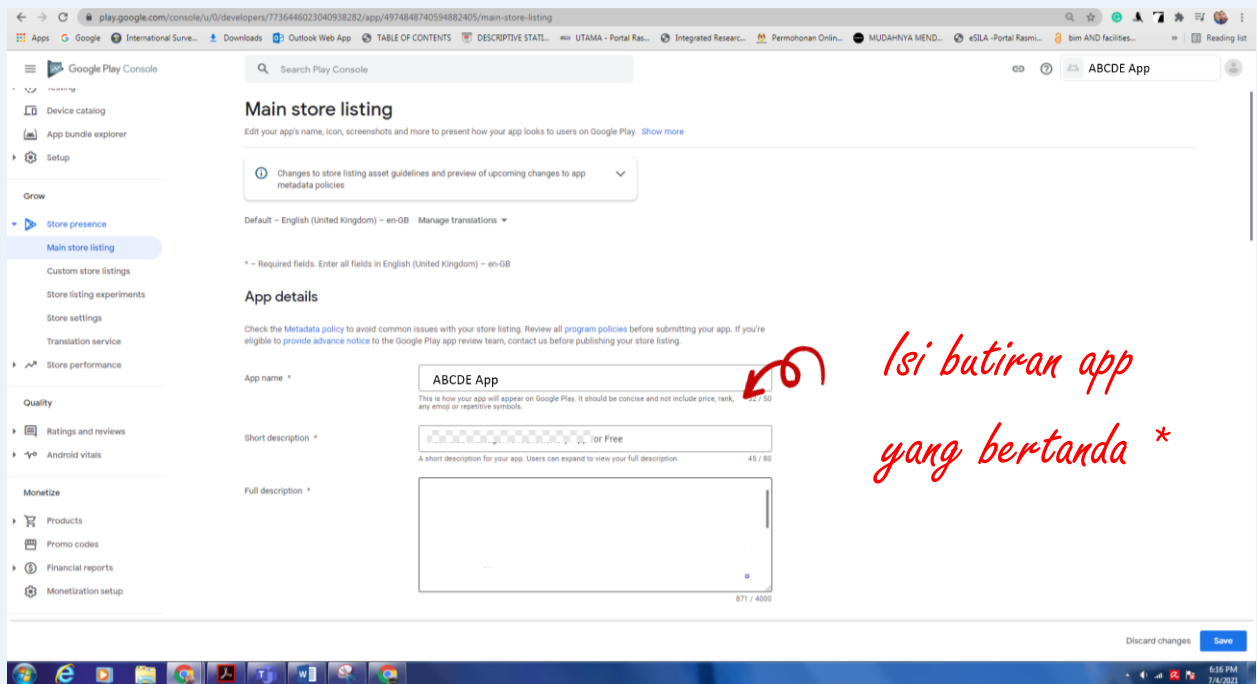 play.google.com/console/u/0/developers/7736446023040938282/app/4974848740594882405/main-store-listing
Apps Google International Surve... Downloads Outlook Web App TABLE OF CONTENTS DESCRIPTIVE STATI... UTAMA - Portal Ras... Integrated Researc... Permohonan Onlin... MUDAHNYA MEND... eSILA -Portal Rasmi... bim AND facilities... » Reading list
Google Play Console
Search Play Console
ABCDE App
Device catalog
App bundle explorer
Setup
Grow
Store presence
Main store listing
Custom store listings
Store listing experiments
Store settings
Translation service
Store performance
Quality
Ratings and reviews
Android vitals
Monetize
Products
Promo codes
Financial reports
Monetization setup
Main store listing
Edit your app's name, icon, screenshots and more to present how your app looks to users on Google Play. Show more
Changes to store listing asset guidelines and preview of upcoming changes to app
metadata policies
Default – English (United Kingdom) – en-GB Manage translations
* – Required fields. Enter all fields in English (United Kingdom) – en-GB
App details
Check the Metadata policy to avoid common issues with your store listing. Review all program policies before submitting your app. If you're
eligible to provide advance notice to the Google Play app review team, contact us before publishing your store listing.
App name *
ABCDE App
This is how your app will appear on Google Play. It should be concise and not include price, rank, / 50
any emoji or repetitive symbols.
Short description *
for Free
A short description for your app. Users can expand to view your full description. 45 / 80
Full description *
871 / 4000
Isi butiran app
yang bertanda *
Discard changes Save
6:16 PM
7/4/2021